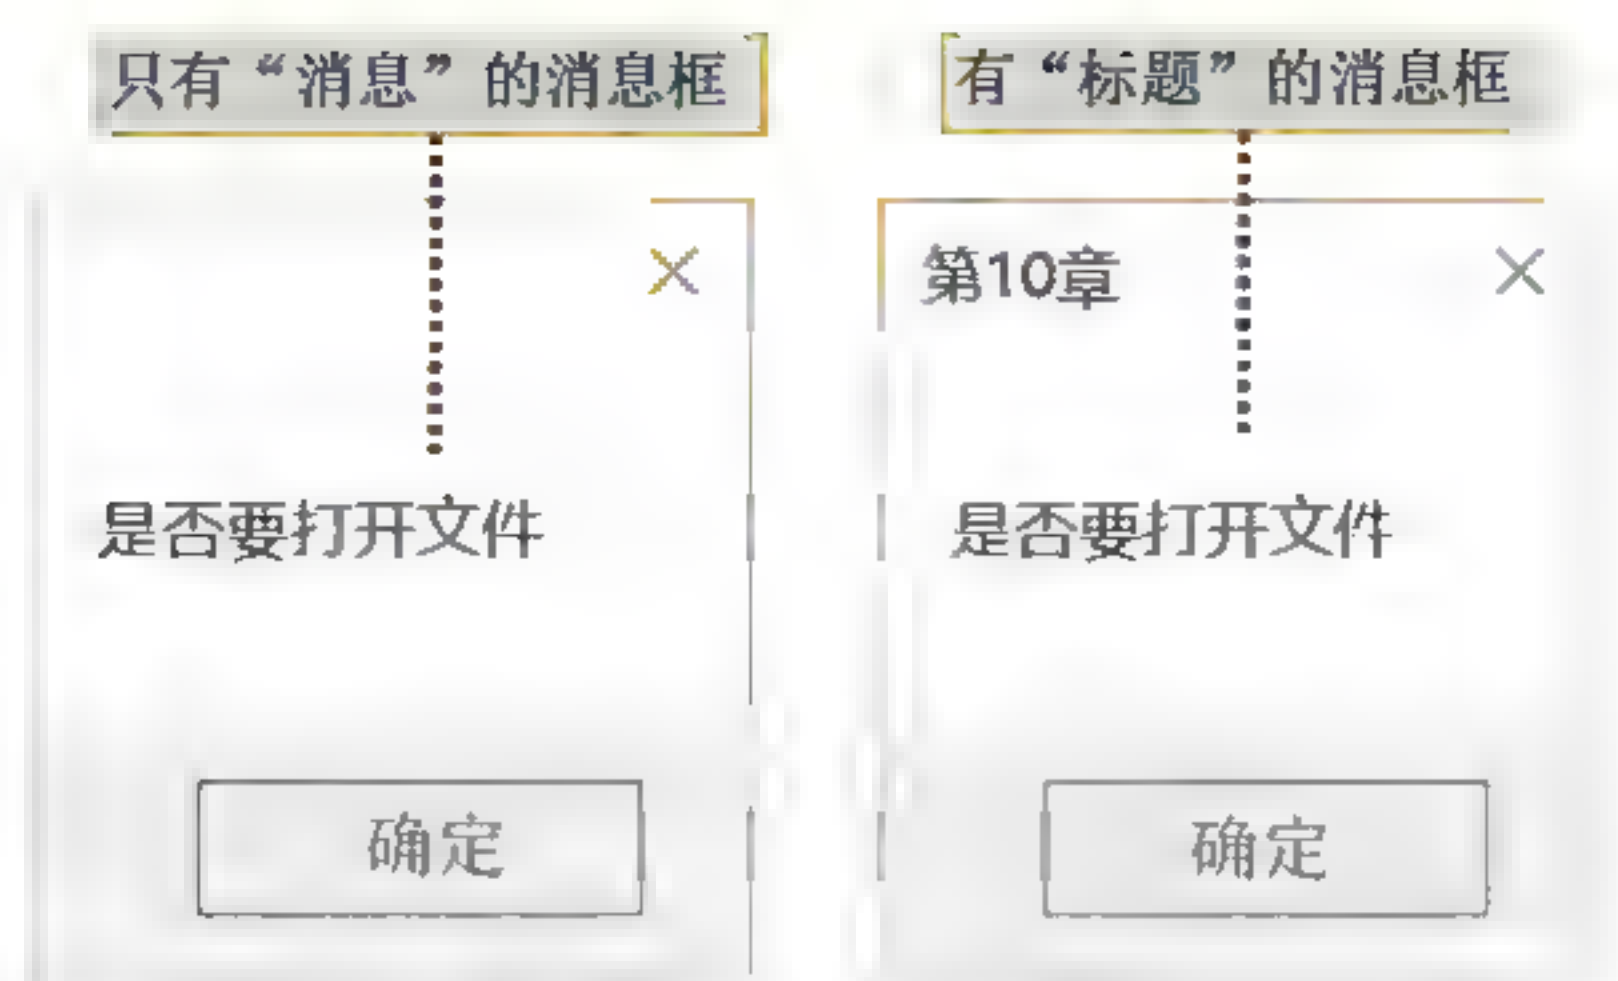 只有“消息”的消息框
有“标题”的消息框
第10章
是否要打开文件
是否要打开文件
确定
确定